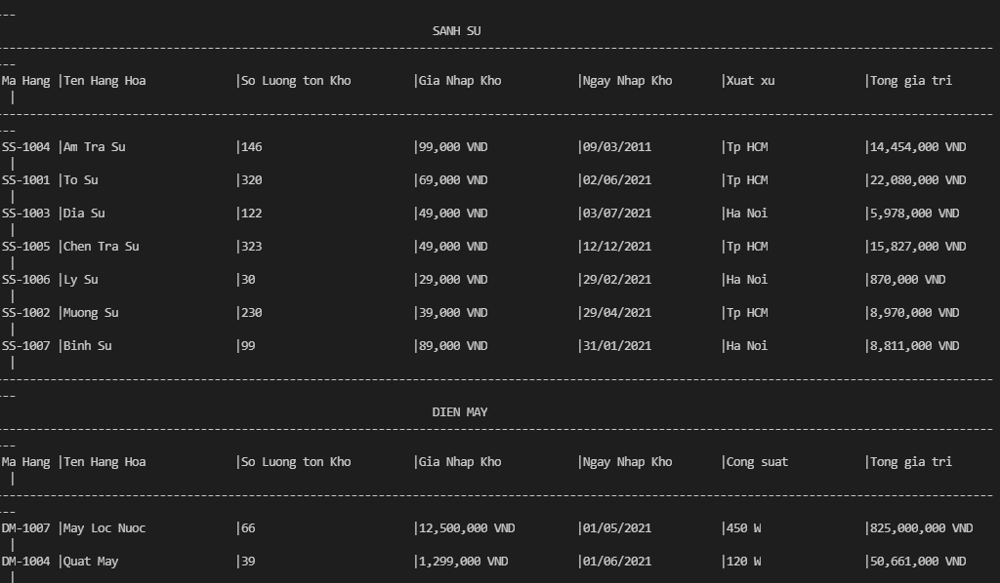 ---
SANH SU
-------------------------------------------------------------------------------------------------------------------------------------------------
---
Ma Hang |Ten Hang Hoa |So Luong ton Kho |Gia Nhap Kho |Ngay Nhap Kho |Xuat xu |Tong gia tri
|
-------------------------------------------------------------------------------------------------------------------------------------------------
---
SS-1004 |Am Tra Su |146 |99,000 VND |09/03/2011 |Tp HCM |14,454,000 VND
|
SS-1001 |To Su |320 |69,000 VND |02/06/2021 |Tp HCM |22,080,000 VND
|
SS-1003 |Dia Su |122 |49,000 VND |03/07/2021 |Ha Noi |5,978,000 VND
|
SS-1005 |Chen Tra Su |323 |49,000 VND |12/12/2021 |Tp HCM |15,827,000 VND
|
SS-1006 |Ly Su |30 |29,000 VND |29/02/2021 |Ha Noi |870,000 VND
|
SS-1002 |Muong Su |230 |39,000 VND |29/04/2021 |Tp HCM |8,970,000 VND
|
SS-1007 |Binh Su |99 |89,000 VND |31/01/2021 |Ha Noi |8,811,000 VND
|
-------------------------------------------------------------------------------------------------------------------------------------------------
---
DIEN MAY
-------------------------------------------------------------------------------------------------------------------------------------------------
---
Ma Hang |Ten Hang Hoa |So Luong ton Kho |Gia Nhap Kho |Ngay Nhap Kho |Cong suat |Tong gia tri
|
-------------------------------------------------------------------------------------------------------------------------------------------------
---
DM-1007 |May Loc Nuoc |66 |12,500,000 VND |01/05/2021 |450 W |825,000,000 VND
|
DM-1004 |Quat May |39 |1,299,000 VND |01/06/2021 |120 W |50,661,000 VND
|